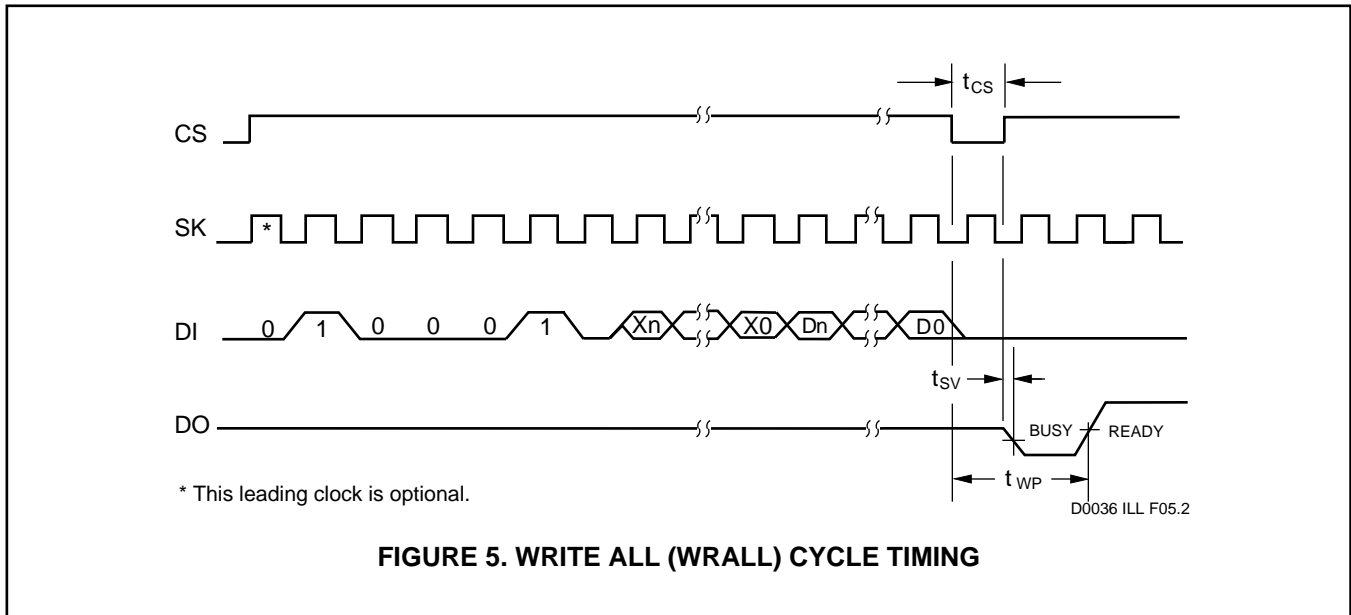 tCS
CS
SK
*
DI
0 1 0 0 0 1 Xn X0 Dn D0
tSV
DO
BUSY READY
tWP
* This leading clock is optional.
D0036 ILL F05.2
FIGURE 5. WRITE ALL (WRALL) CYCLE TIMING